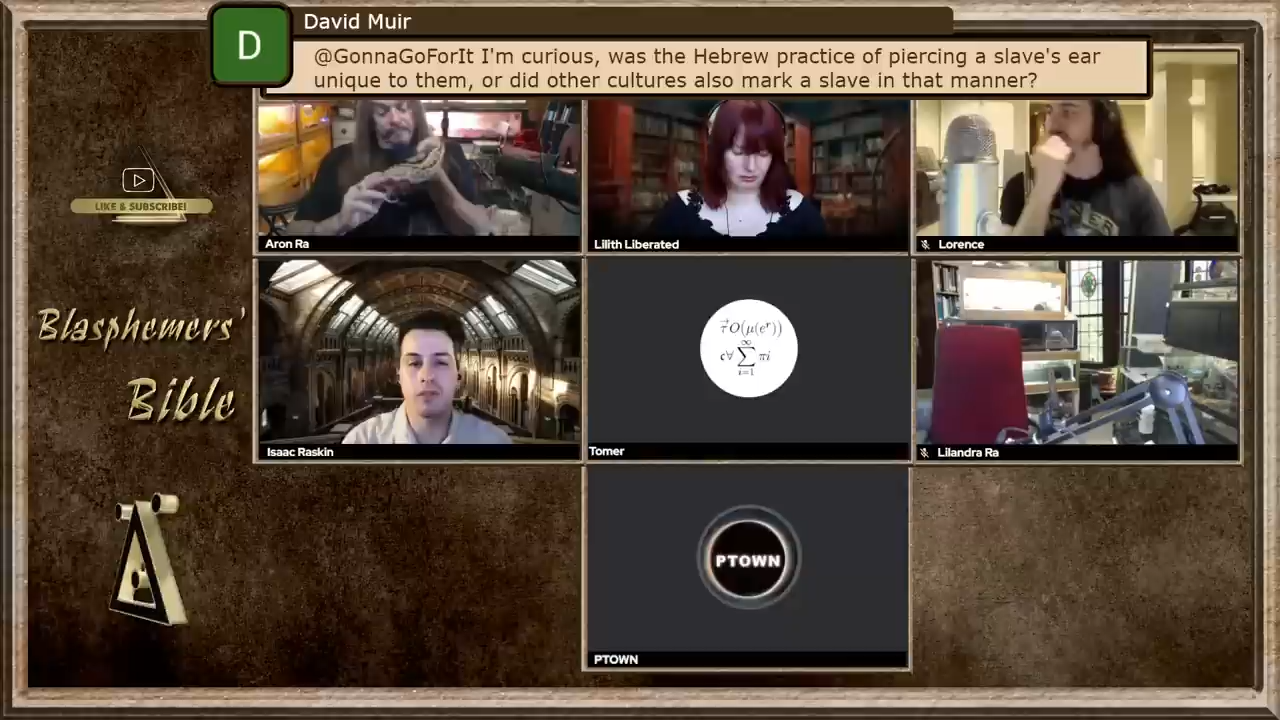 David Muir
D
@GonnaGoForIt I'm curious, was the Hebrew practice of piercing a slave's ear
unique to them, or did other cultures also mark a slave in that manner?
LIKE & SUBSCRIBE!
Aron Ra
Lilith Liberated
Lorence
Blasphemers'
Bible
Isaac Raskin
Tomer
Lilandra Ra
PTOWN
PTOWN